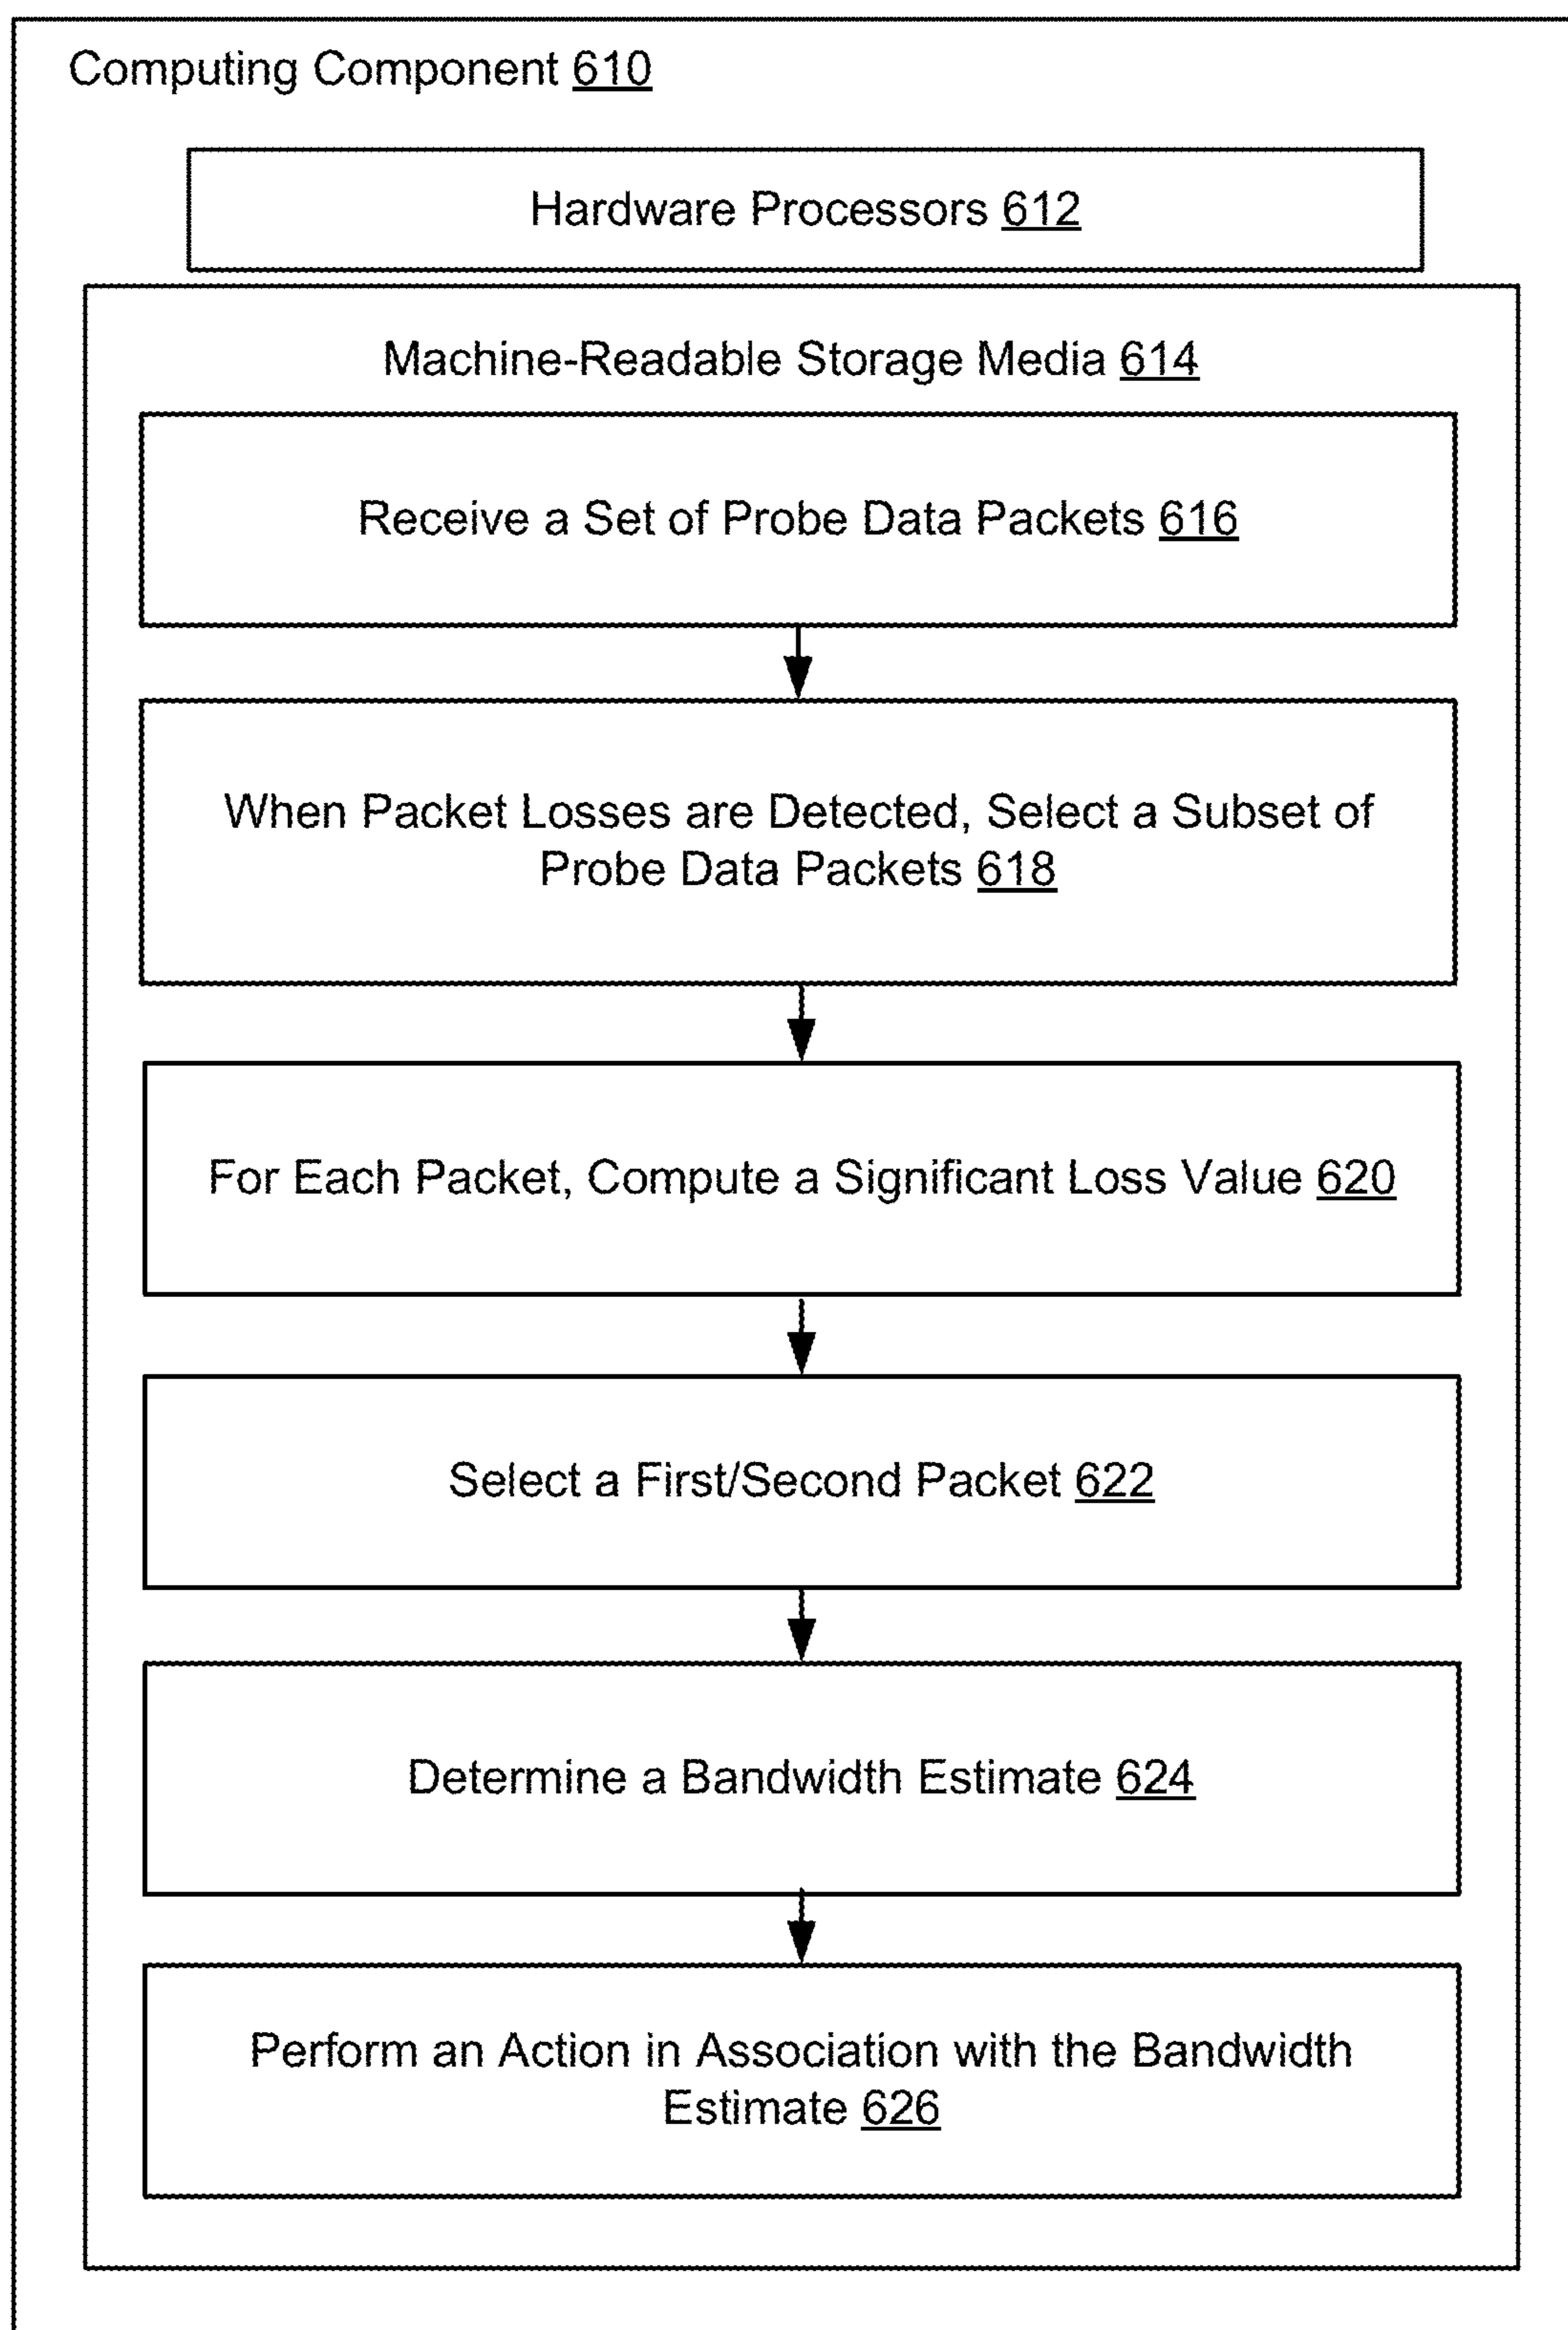 Computing Component 610
Hardware Processors 612
Machine-Readable Storage Media 614
Receive a Set of Probe Data Packets 616
When Packet Losses are Detected, Select a Subset of
Probe Data Packets 618
For Each Packet, Compute a Significant Loss Value 620
Select a First/Second Packet 622
Determine a Bandwidth Estimate 624
Perform an Action in Association with the Bandwidth
Estimate 626